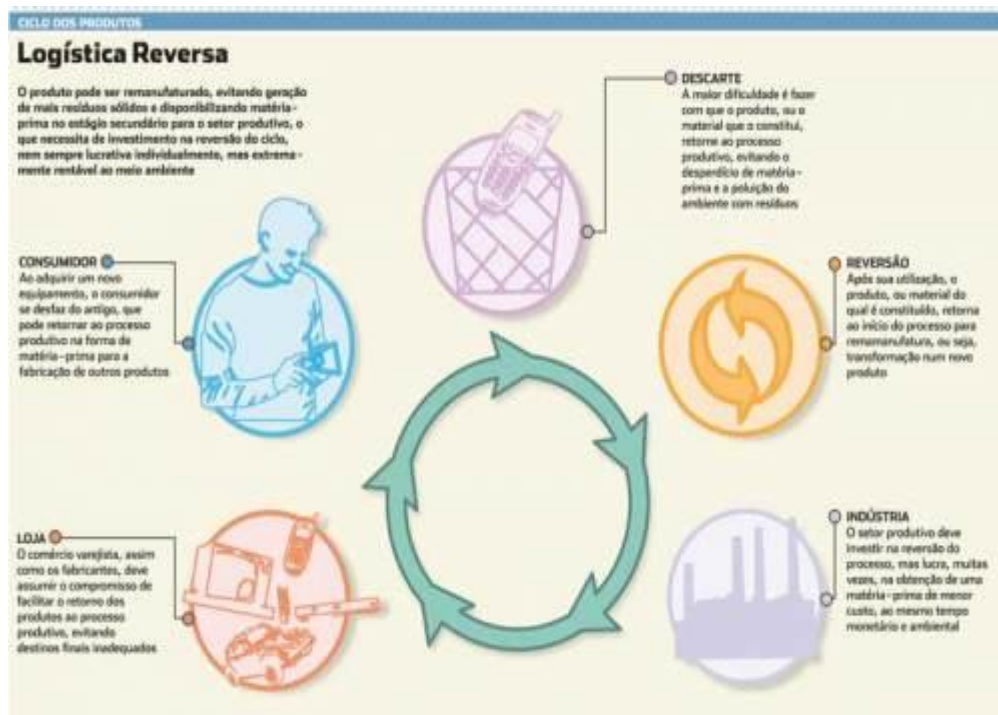 CICLO DOS PRODUTOS
Logística Reversa
O produto pode ser remanufaturado, evitando geração
de mais resíduos sólidos e disponibilizando matéria-
prima no estágio secundário para o setor produtivo, o
que necessita de investimento na reversão do ciclo,
nem sempre lucrativa individualmente, mas extrema-
mente rentável ao meio ambiente
DESCARTE
A maior dificuldade é fazer
com que o produto, ou o
material que o constitui,
retorne ao processo
produtivo, evitando o
desperdício de matéria-
prima e a poluição do
ambiente com resíduos
CONSUMIDOR
Ao adquirir um novo
equipamento, o consumidor
se desfaz do antigo, que
pode retornar ao processo
produtivo na forma de
matéria-prima para a
fabricação de outros produtos
REVERSÃO
Após sua utilização, o
produto, ou material do
qual é constituído, retorna
ao início do processo para
remamanufatura, ou seja,
transformação num novo
produto
LOJA
O comércio varejista, assim
como os fabricantes, deve
assumir o compromisso de
facilitar o retorno dos
produtos ao processo
produtivo, evitando
destinos finais inadequados
INDÚSTRIA
O setor produtivo deve
investir na reversão do
processo, mas lucra, muitas
vezes, na obtenção de uma
matéria-prima de menor
custo, ao mesmo tempo
monetário e ambiental